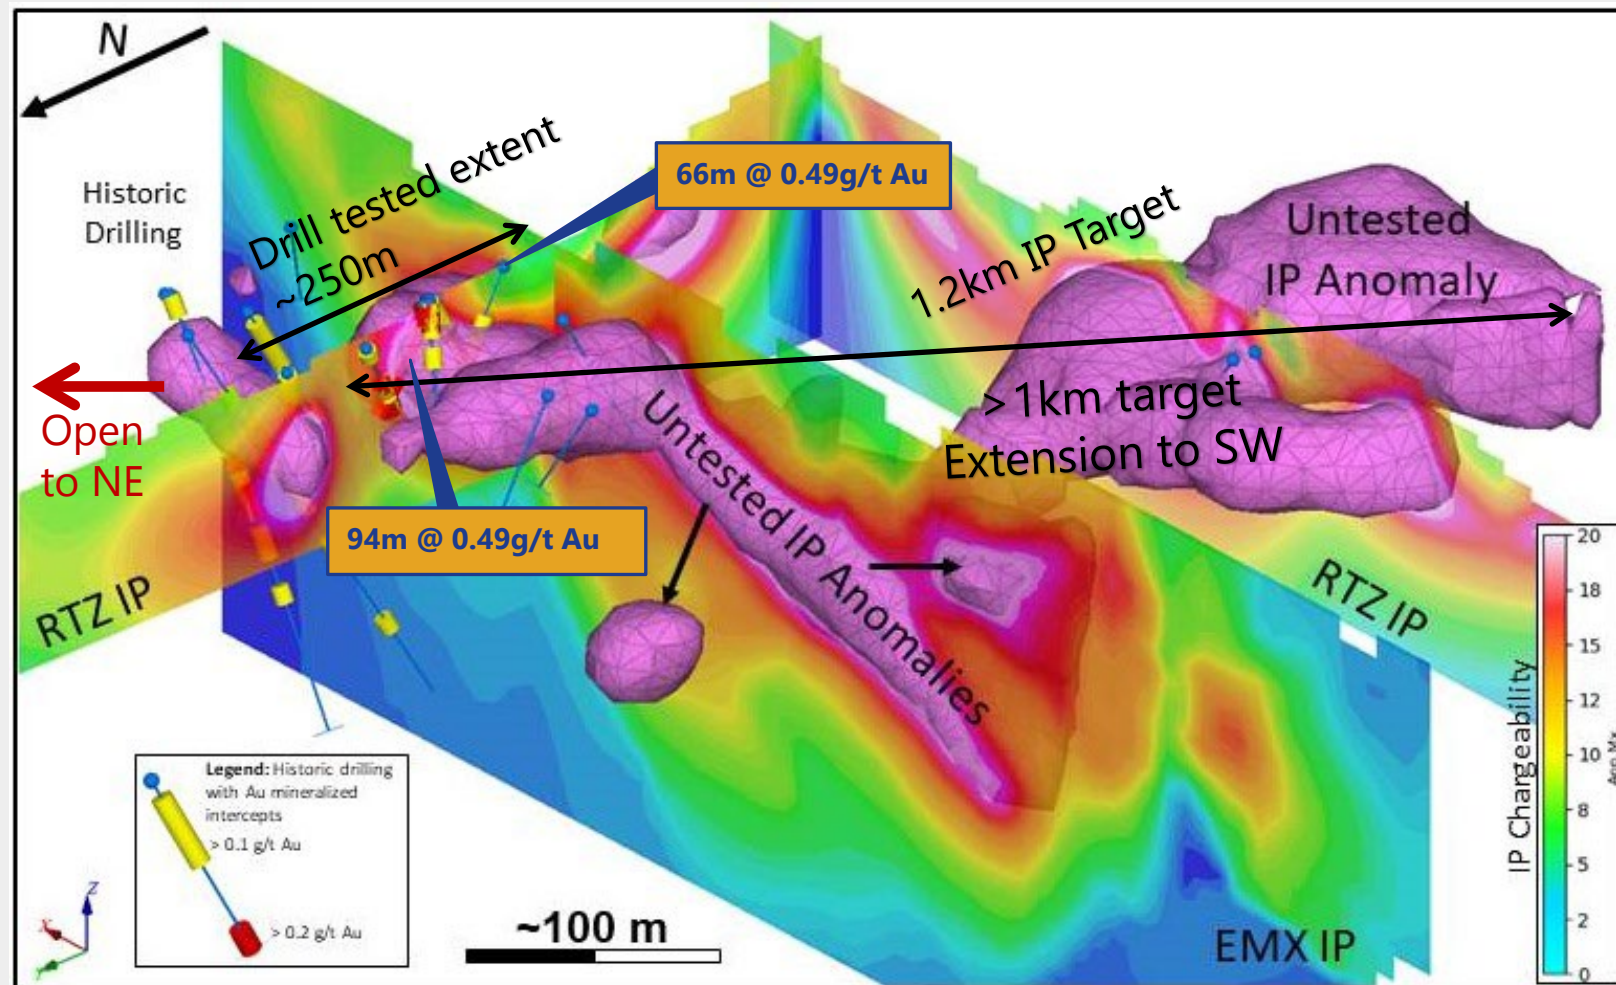 N
Historic
Drilling
Drill tested extent
~250m
66m @ 0.49g/t Au
1.2km IP Target
Untested
IP Anomaly
>1km target
Extension to SW
Open
to NE
94m @ 0.49g/t Au
Untested IP Anomalies
RTZ IP
RTZ IP
EMX IP
Legend: Historic drilling
with Au mineralized
intercepts
> 0.1 g/t Au
> 0.2 g/t Au
~100 m
Z
X
Y
IP Chargeability
20
18
15
12
10
8
5
2
0